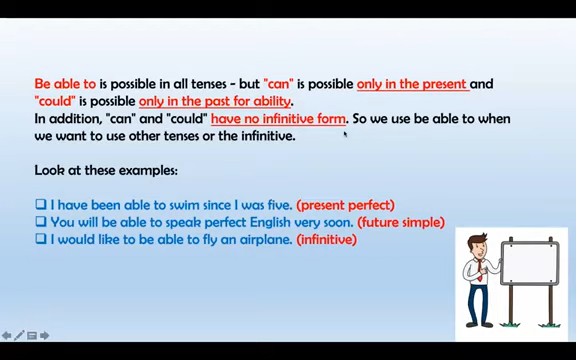 Be able to is possible in all tenses - but "can" is possible only in the present and
"could" is possible only in the past for ability.
In addition, "can" and "could" have no infinitive form. So we use be able to when
we want to use other tenses or the infinitive.
Look at these examples:
I have been able to swim since I was five. (present perfect)
You will be able to speak perfect English very soon. (future simple)
I would like to be able to fly an airplane. (infinitive)